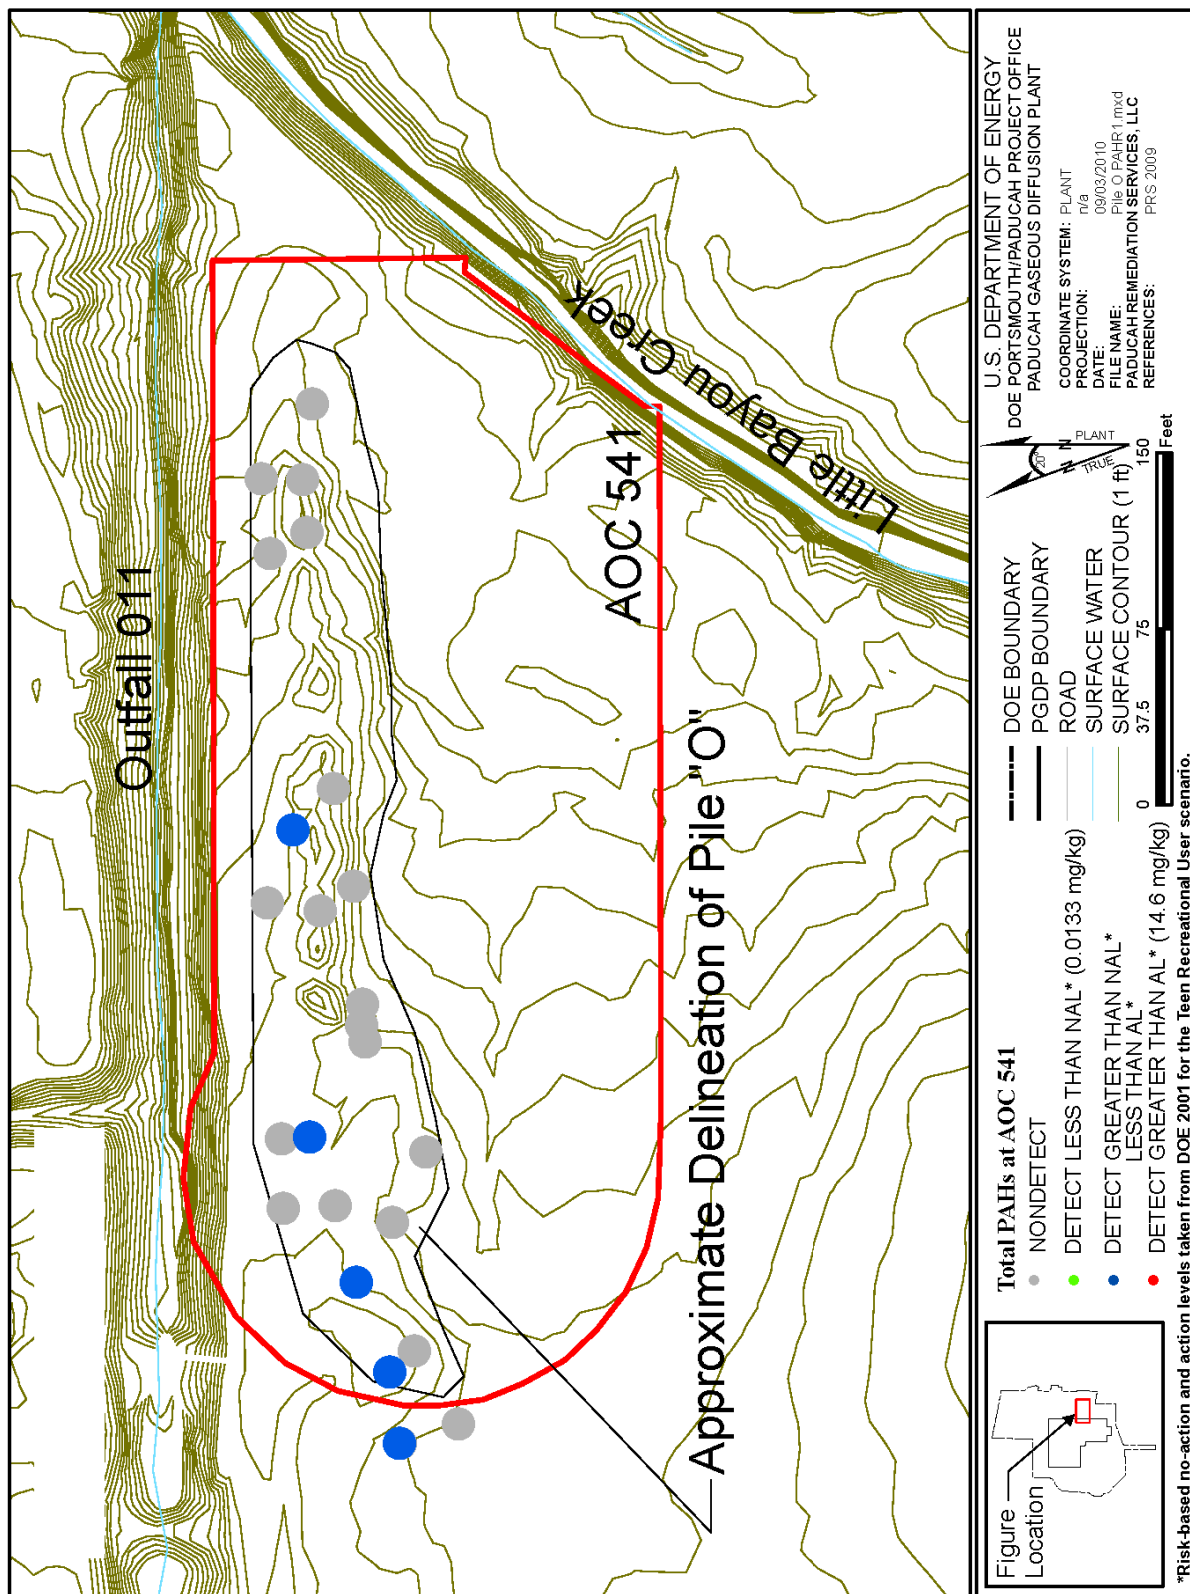 Outfall 011
Little Bayou Creek
AOC 541
Approximate Delineation of Pile "O"
Figure
Location
Total PAHs at AOC 541
NONDETECT
DETECT LESS THAN NAL* (0.0133 mg/kg)
DETECT GREATER THAN NAL*
LESS THAN AL*
DETECT GREATER THAN AL* (14.6 mg/kg)
DOE BOUNDARY
PGDP BOUNDARY
ROAD
SURFACE WATER
SURFACE CONTOUR (1 ft)
0 37.5 75 150
Feet
20°
N N
PLANT
TRUE
U.S. DEPARTMENT OF ENERGY
DOE PORTSMOUTH/PADUCAH PROJECT OFFICE
PADUCAH GASEOUS DIFFUSION PLANT
COORDINATE SYSTEM: PLANT
PROJECTION: n/a
DATE: 09/03/2010
FILE NAME: Pile O PAHR1.mxd
PADUCAH REMEDIATION SERVICES, LLC
REFERENCES: PRS 2009
*Risk-based no-action and action levels taken from DOE 2001 for the Teen Recreational User scenario.